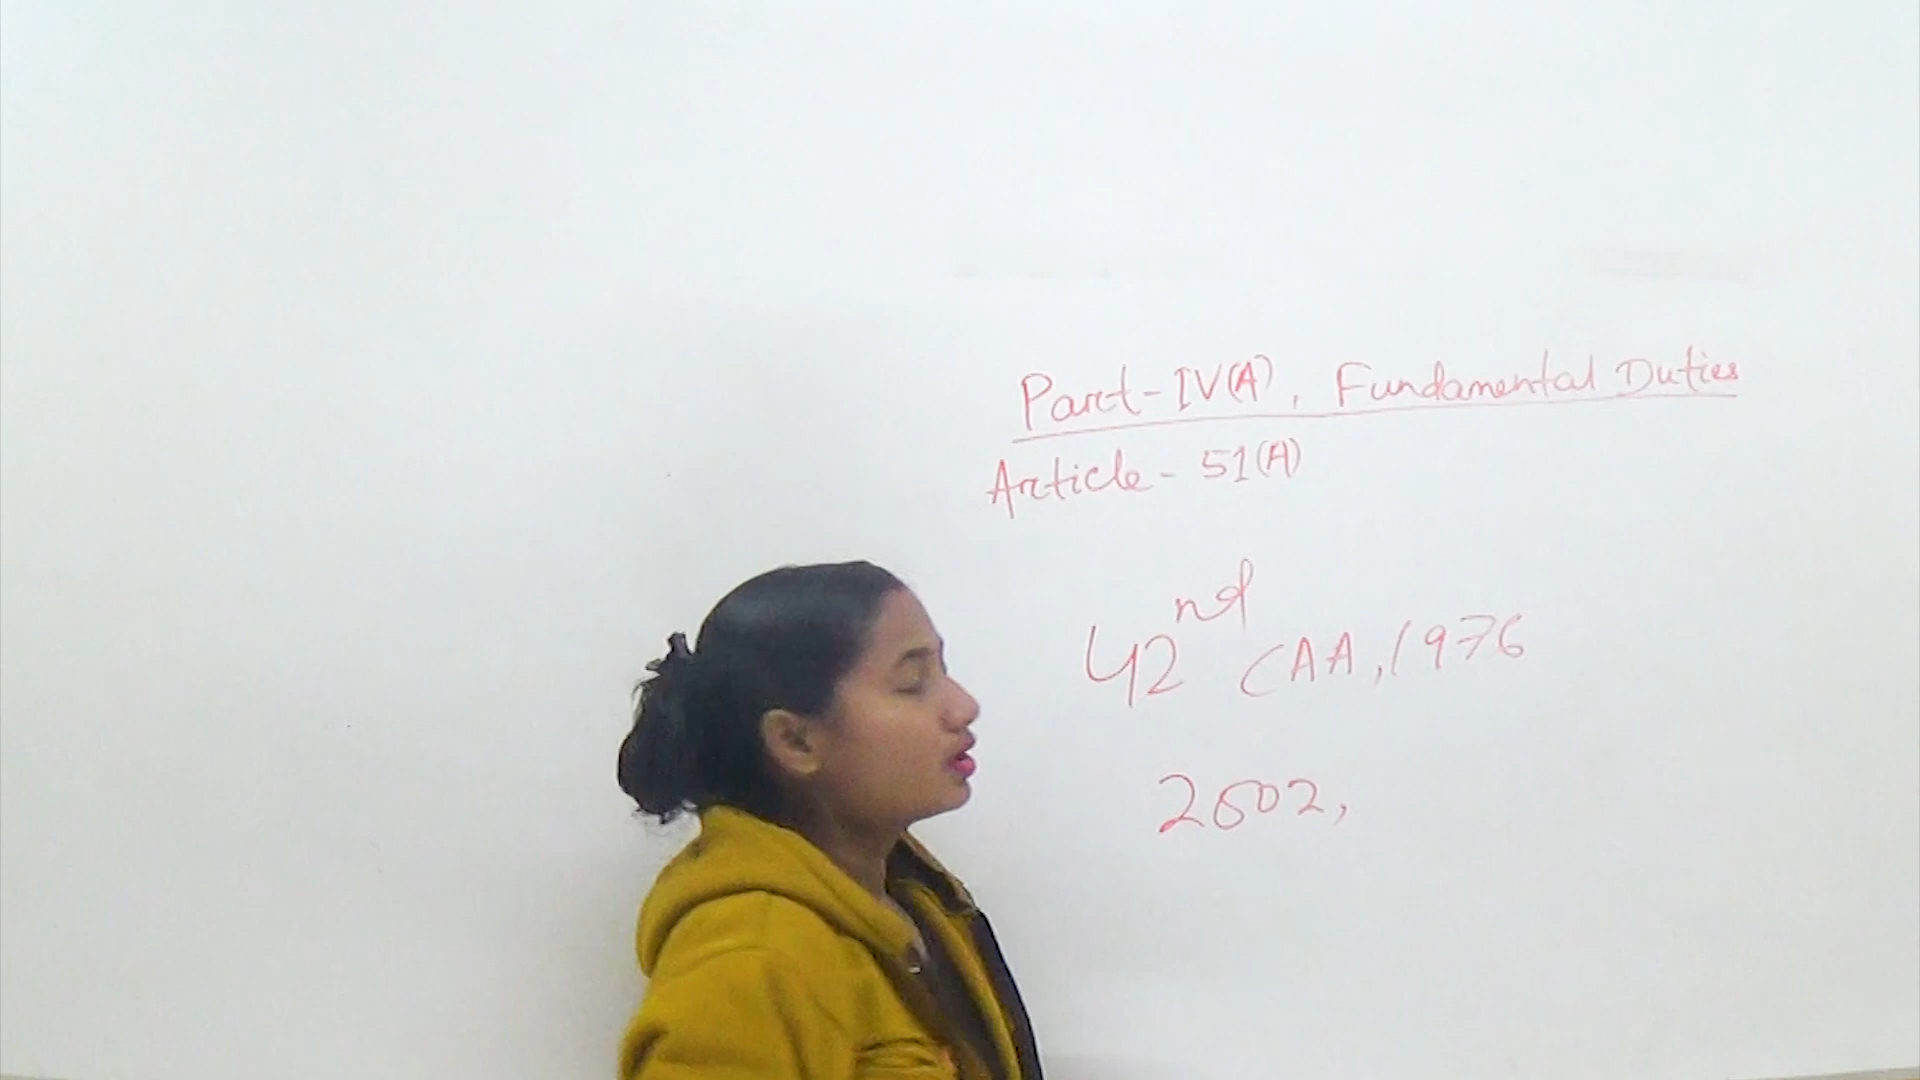 Part-IV(A), Fundamental Duties
Article - 51(A)
42nd CAA, 1976
2002,